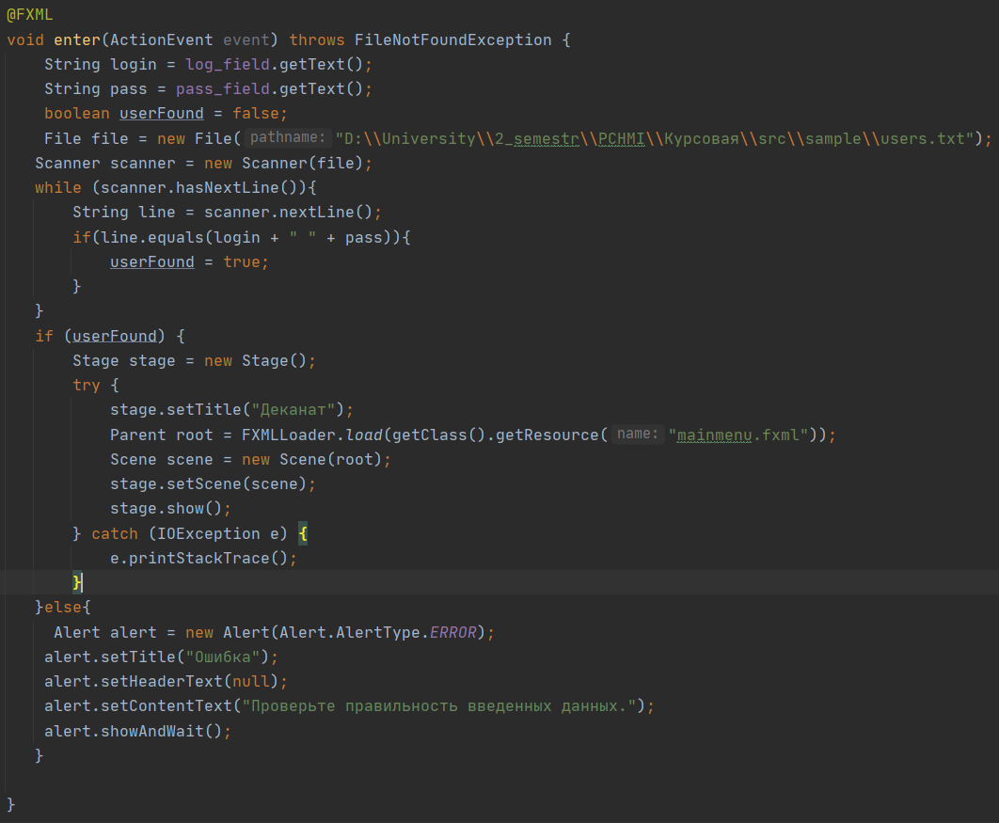 @FXML
void enter(ActionEvent event) throws FileNotFoundException {
    String login = log_field.getText();
    String pass = pass_field.getText();
    boolean userFound = false;
    File file = new File( pathname: "D:\\University\\2_semestr\\PCHMI\\Курсовая\\src\\sample\\users.txt");
   Scanner scanner = new Scanner(file);
   while (scanner.hasNextLine()){
       String line = scanner.nextLine();
       if(line.equals(login + " " + pass)){
           userFound = true;
       }
   }
   if (userFound) {
       Stage stage = new Stage();
       try {
           stage.setTitle("Деканат");
           Parent root = FXMLLoader.load(getClass().getResource( name: "mainmenu.fxml"));
           Scene scene = new Scene(root);
           stage.setScene(scene);
           stage.show();
       } catch (IOException e) {
           e.printStackTrace();
       }
   }else{
     Alert alert = new Alert(Alert.AlertType.ERROR);
    alert.setTitle("Ошибка");
    alert.setHeaderText(null);
    alert.setContentText("Проверьте правильность введенных данных.");
    alert.showAndWait();
   }
}